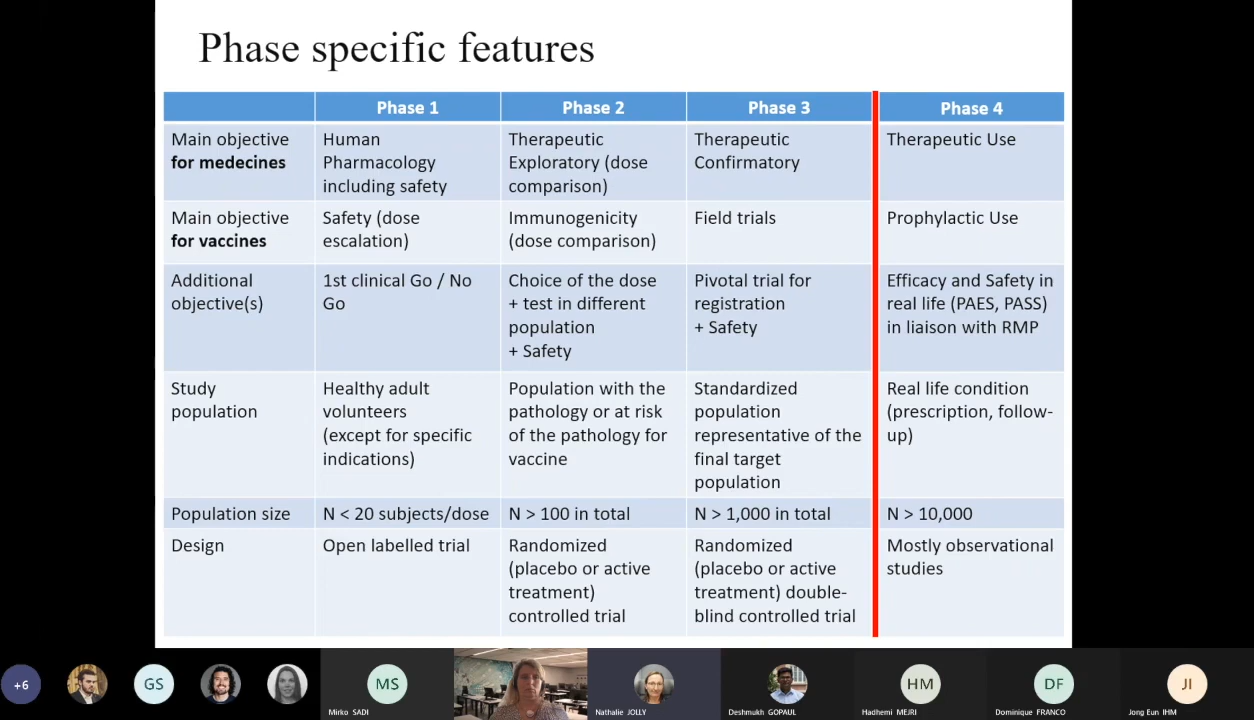 Phase specific features
Phase 1 Phase 2 Phase 3 Phase 4
Main objective
for medecines
Human
Pharmacology
including safety
Therapeutic
Exploratory (dose
comparison)
Therapeutic
Confirmatory
Therapeutic Use
Main objective
for vaccines
Safety (dose
escalation)
Immunogenicity
(dose comparison)
Field trials
Prophylactic Use
Additional
objective(s)
1st clinical Go / No
Go
Choice of the dose
+ test in different
population
+ Safety
Pivotal trial for
registration
+ Safety
Efficacy and Safety in
real life (PAES, PASS)
in liaison with RMP
Study
population
Healthy adult
volunteers
(except for specific
indications)
Population with the
pathology or at risk
of the pathology for
vaccine
Standardized
population
representative of the
final target
population
Real life condition
(prescription, follow-
up)
Population size
N < 20 subjects/dose
N > 100 in total
N > 1,000 in total
N > 10,000
Design
Open labelled trial
Randomized
(placebo or active
treatment)
controlled trial
Randomized
(placebo or active
treatment) double-
blind controlled trial
Mostly observational
studies
+6
GS
MS
Mirko SADI
Nathalie JOLLY
Deshmukh GOPAUL
HM
Hadhemi MEJRI
DF
Dominique FRANCO
JI
Jong Eun IHM